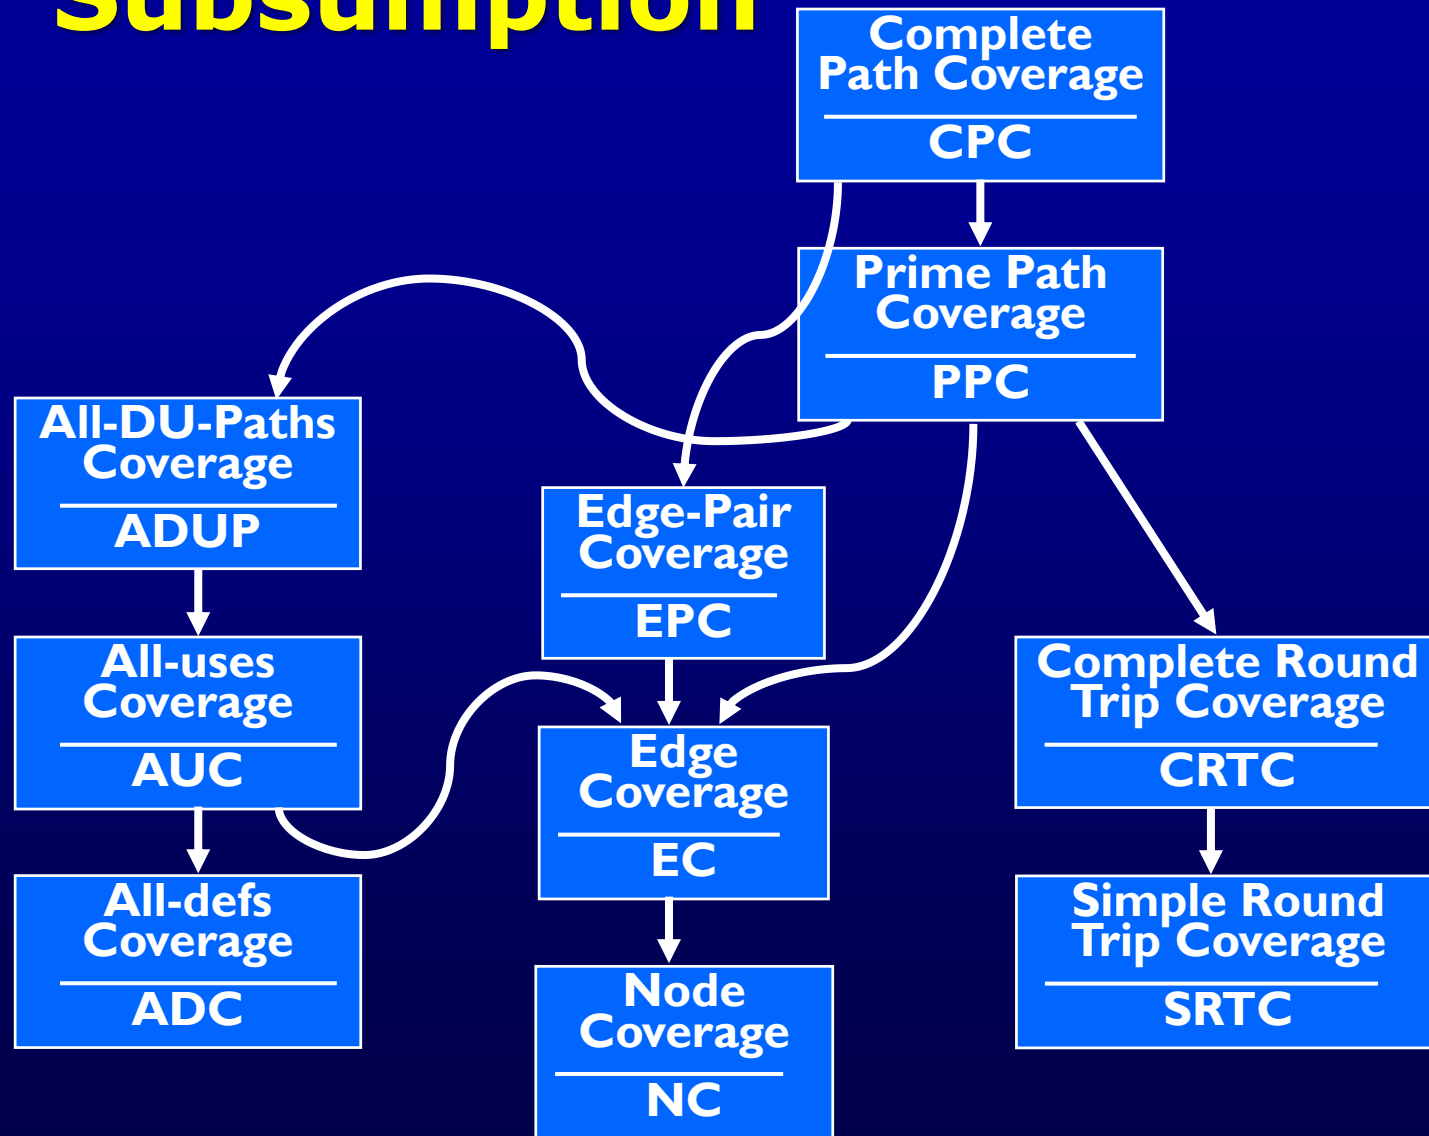 Subsumption
Complete
Path Coverage
CPC
Prime Path
Coverage
PPC
All-DU-Paths
Coverage
ADUP
Edge-Pair
Coverage
EPC
All-uses
Coverage
AUC
Complete Round
Trip Coverage
CRTC
Edge
Coverage
EC
All-defs
Coverage
ADC
Simple Round
Trip Coverage
SRTC
Node
Coverage
NC